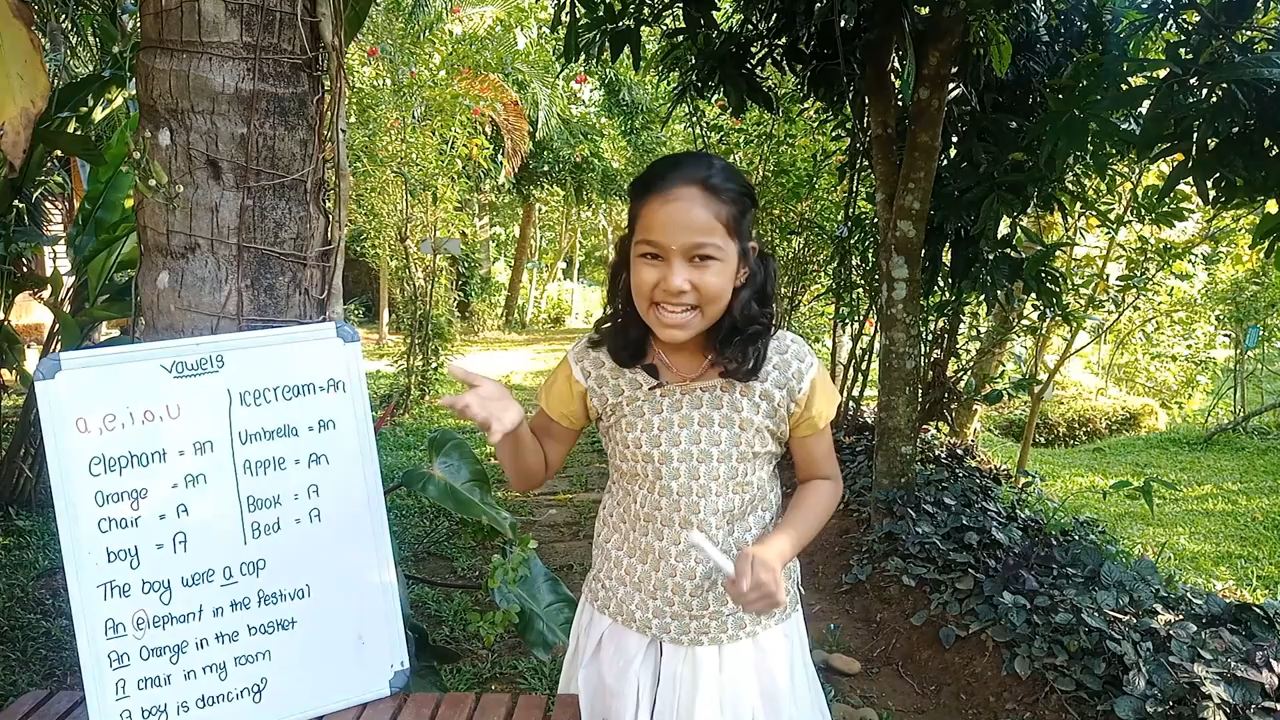 Vowels
a, e, i, o, u
elephant = An
Orange = An
Chair = A
boy = A
Icecream = An
Umbrella = An
Apple = An
Book = A
Bed = A
The boy were a cap
An elephant in the festival
An Orange in the basket
A chair in my room
A boy is dancing